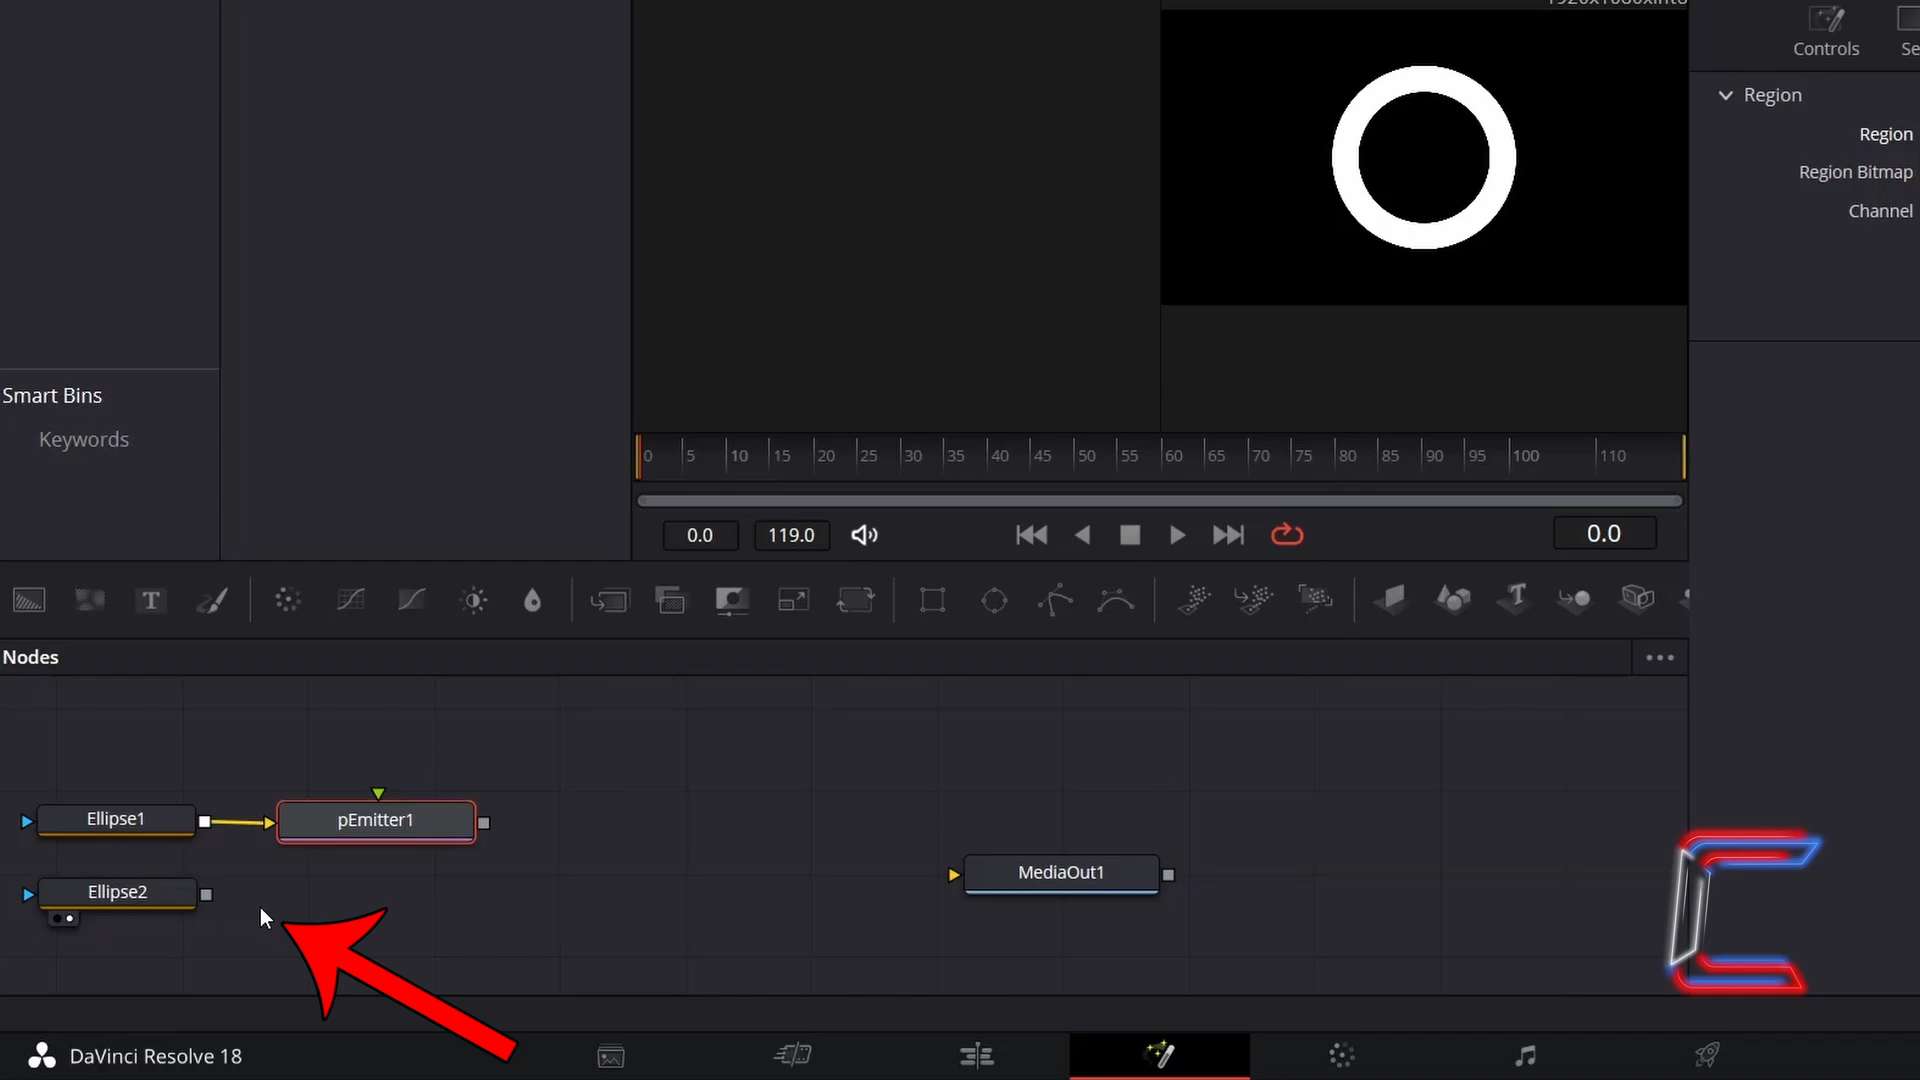 Controls
Region
Region
Region Bitmap
Channel
Smart Bins
Keywords
0 5 10 15 20 25 30 35 40 45 50 55 60 65 70 75 80 85 90 95 100 110
0.0 119.0 0.0
T
Nodes
Ellipse1
pEmitter1
MediaOut1
Ellipse2
DaVinci Resolve 18